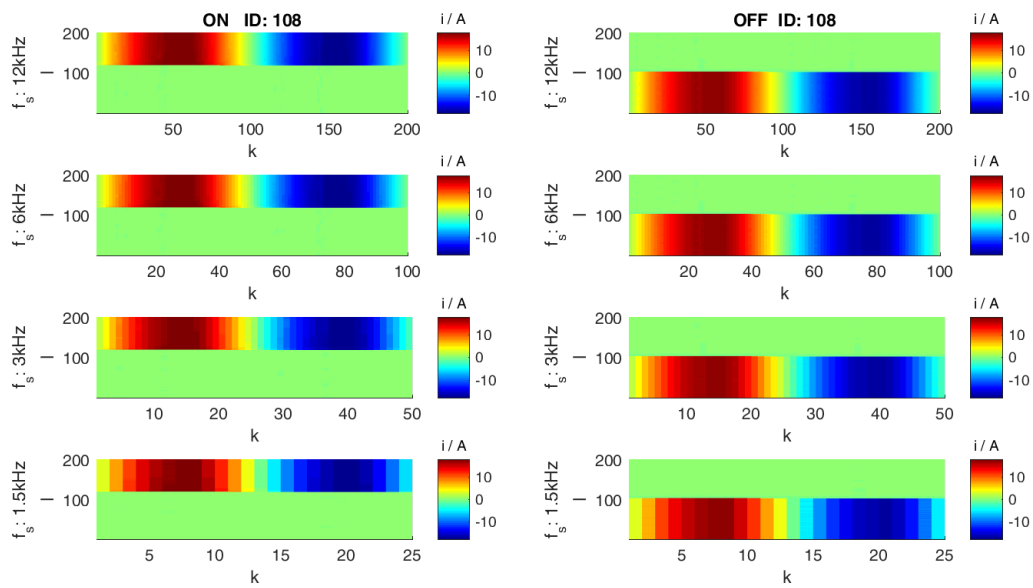 ON ID: 108
OFF ID: 108
f_s: 12kHz
l
200
100
50 100 150 200
k
i / A
10
0
-10
f_s: 12kHz
l
200
100
50 100 150 200
k
i / A
10
0
-10
f_s: 6kHz
l
200
100
20 40 60 80 100
k
i / A
10
0
-10
f_s: 6kHz
l
200
100
20 40 60 80 100
k
i / A
10
0
-10
f_s: 3kHz
l
200
100
10 20 30 40 50
k
i / A
10
0
-10
f_s: 3kHz
l
200
100
10 20 30 40 50
k
i / A
10
0
-10
f_s: 1.5kHz
l
200
100
5 10 15 20 25
k
i / A
10
0
-10
f_s: 1.5kHz
l
200
100
5 10 15 20 25
k
i / A
10
0
-10